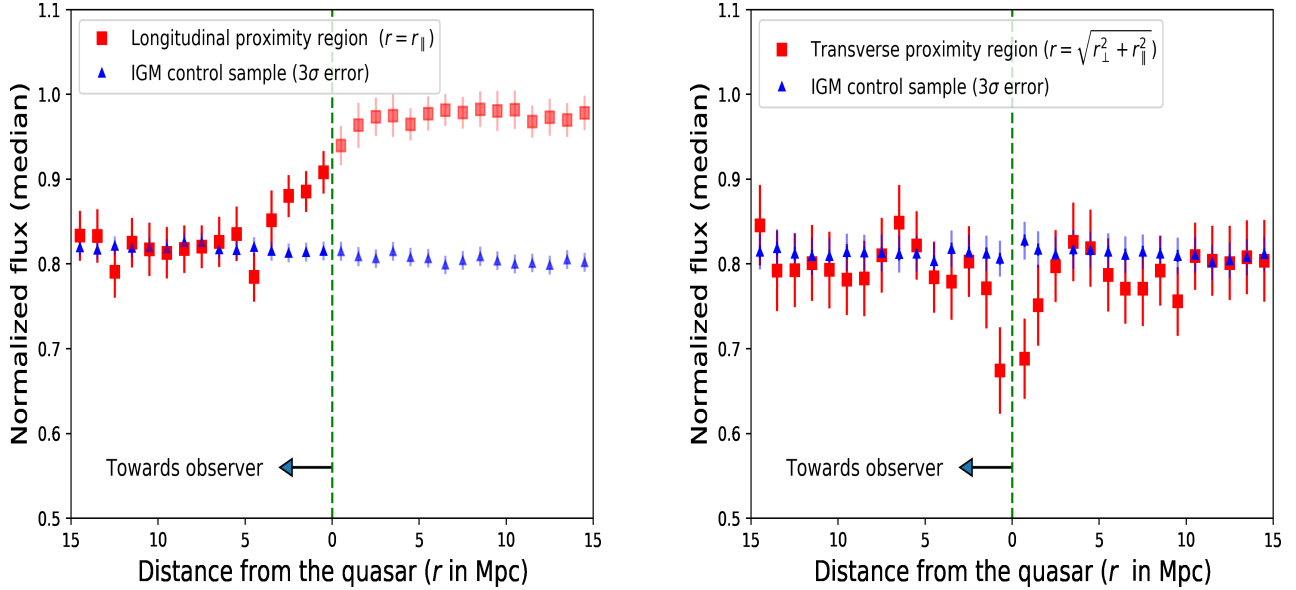 Longitudinal proximity region (r = r∥)
IGM control sample (3σ error)
1.1
1.0
0.9
0.8
0.7
0.6
0.5
Normalized flux (median)
Towards observer
15 10 5 0 5 10 15
Distance from the quasar (r in Mpc)
Transverse proximity region (r = √(r⊥² + r∥²))
IGM control sample (3σ error)
1.1
1.0
0.9
0.8
0.7
0.6
0.5
Normalized flux (median)
Towards observer
15 10 5 0 5 10 15
Distance from the quasar (r in Mpc)